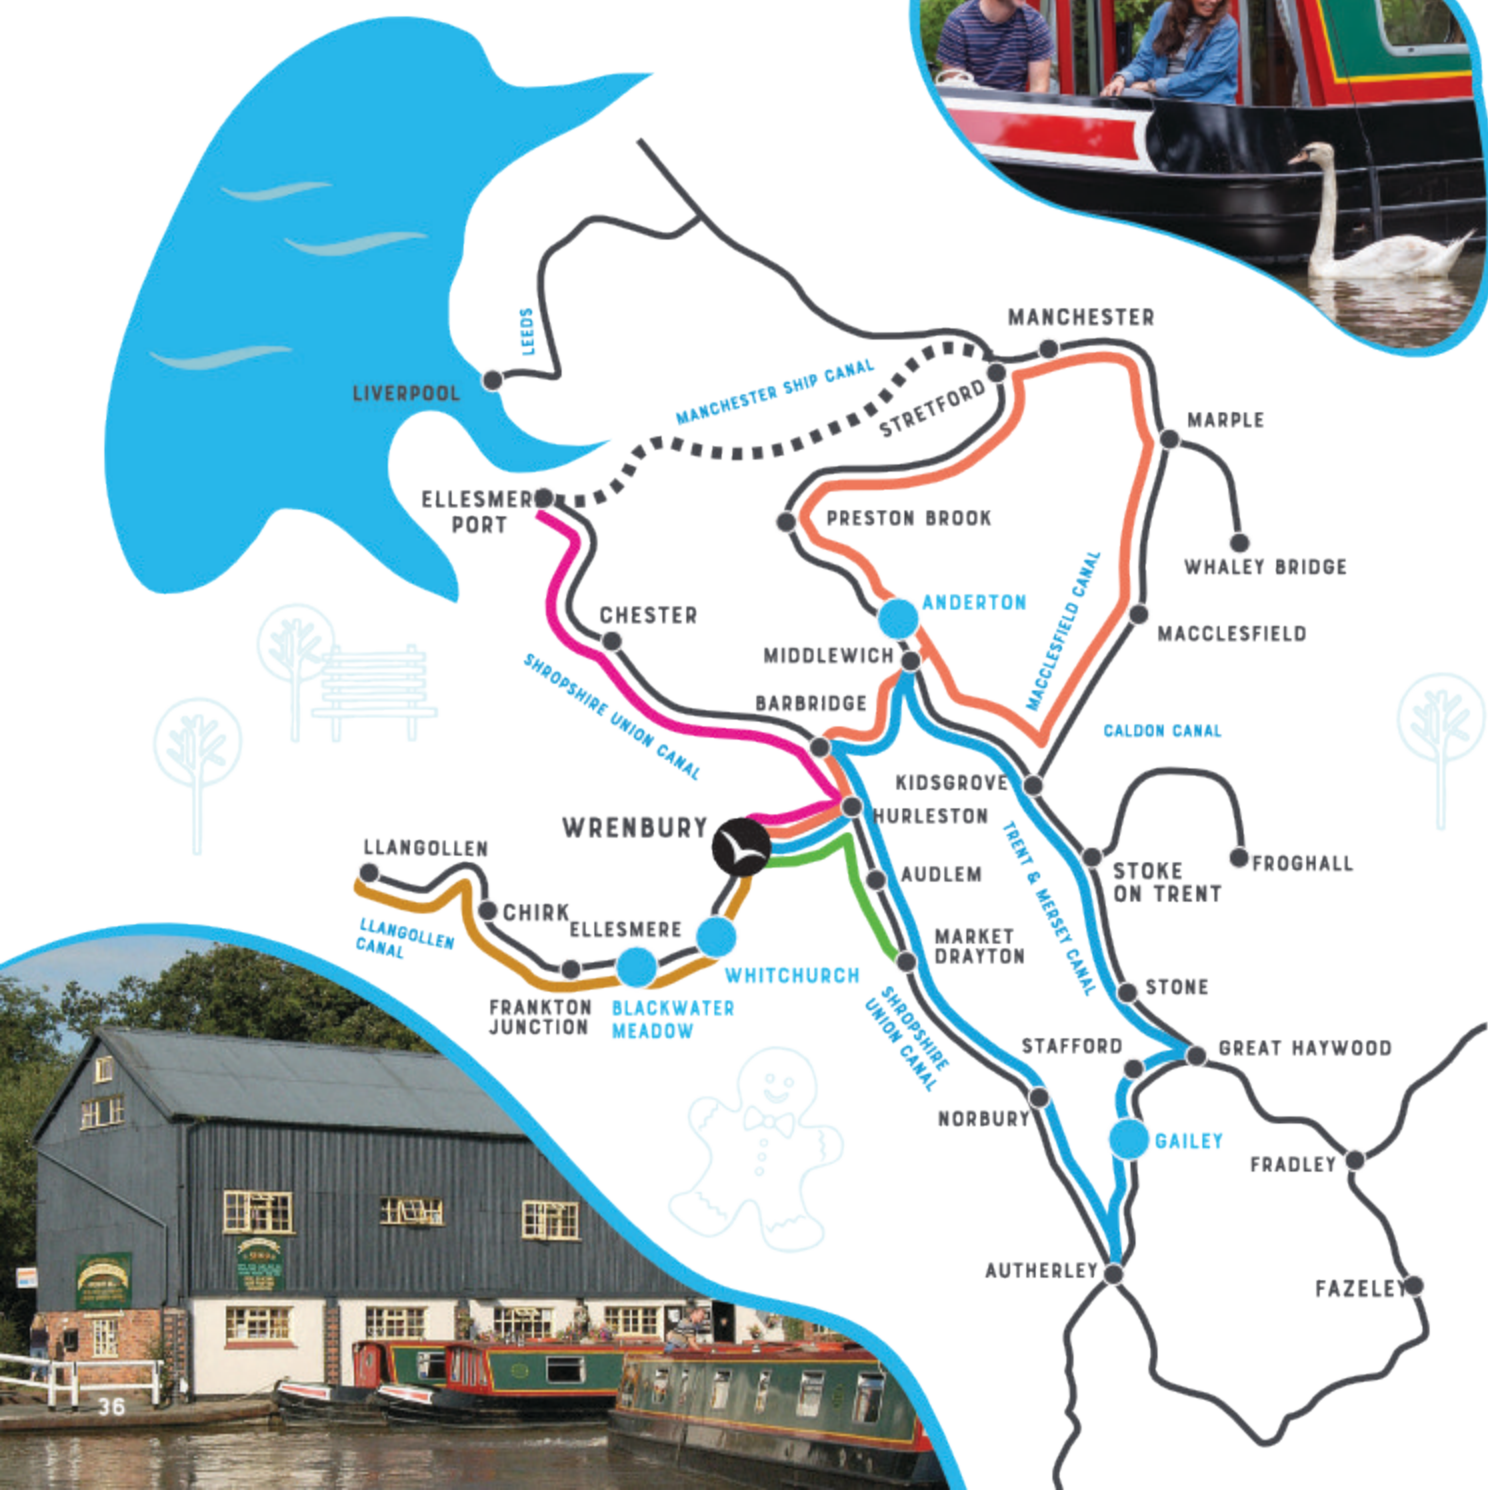 MANCHESTER
LEEDS
MANCHESTER SHIP CANAL
LIVERPOOL
STRETFORD
MARPLE
ELLESMER
PORT
PRESTON BROOK
WHALEY BRIDGE
MACCLESFIELD CANAL
ANDERTON
CHESTER
MACCLESFIELD
MIDDLEWICH
SHROPSHIRE UNION CANAL
BARBRIDGE
CALDON CANAL
KIDSGROVE
HURLESTON
WRENBURY
TRENT & MERSEY CANAL
LLANGOLLEN
FROGHALL
STOKE
ON TRENT
AUDLEM
CHIRK
ELLESMERE
LLANGOLLEN
CANAL
MARKET
DRAYTON
WHITCHURCH
STONE
FRANKTON
JUNCTION
BLACKWATER
MEADOW
SHROPSHIRE
UNION CANAL
STAFFORD
GREAT HAYWOOD
NORBURY
GAILEY
FRADLEY
AUTHERLEY
FAZELEY
36